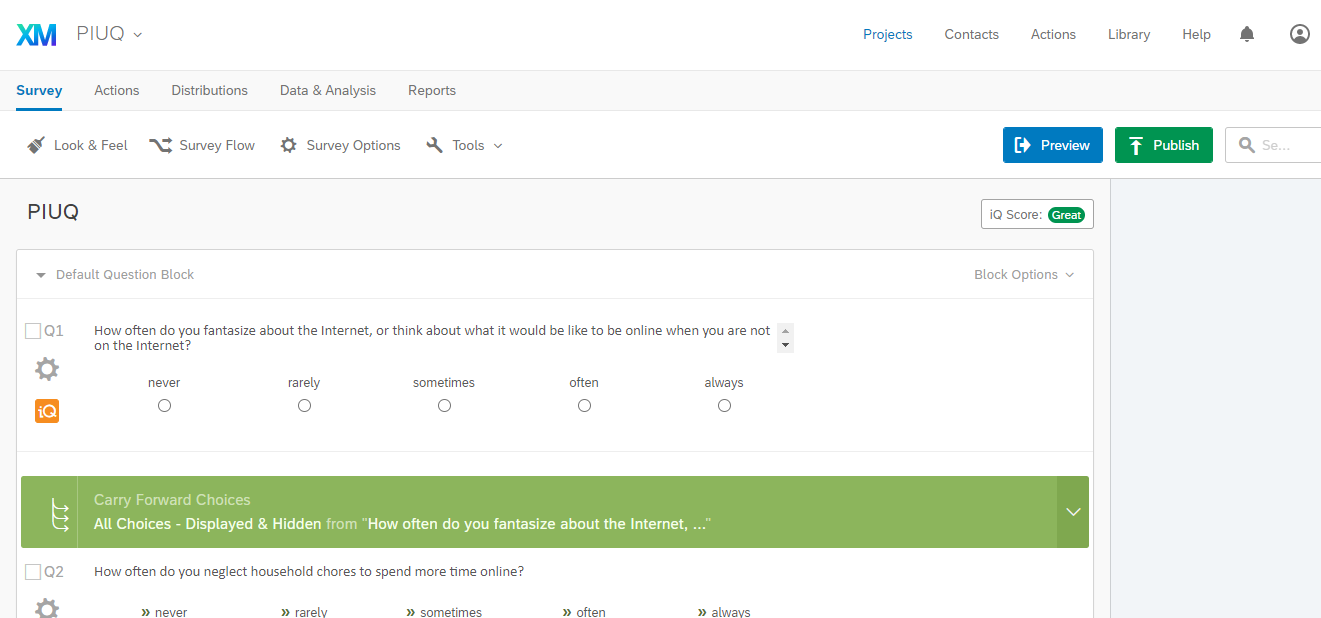 XM PIUQ Projects Contacts Actions Library Help
Survey Actions Distributions Data & Analysis Reports
Look & Feel Survey Flow Survey Options Tools Preview Publish Se...
PIUQ iQ Score: Great
Default Question Block Block Options
Q1 How often do you fantasize about the Internet, or think about what it would be like to be online when you are not
on the Internet?
never rarely sometimes often always
iQ
Carry Forward Choices
All Choices - Displayed & Hidden from "How often do you fantasize about the Internet, ..."
Q2 How often do you neglect household chores to spend more time online?
» never » rarely » sometimes » often » always